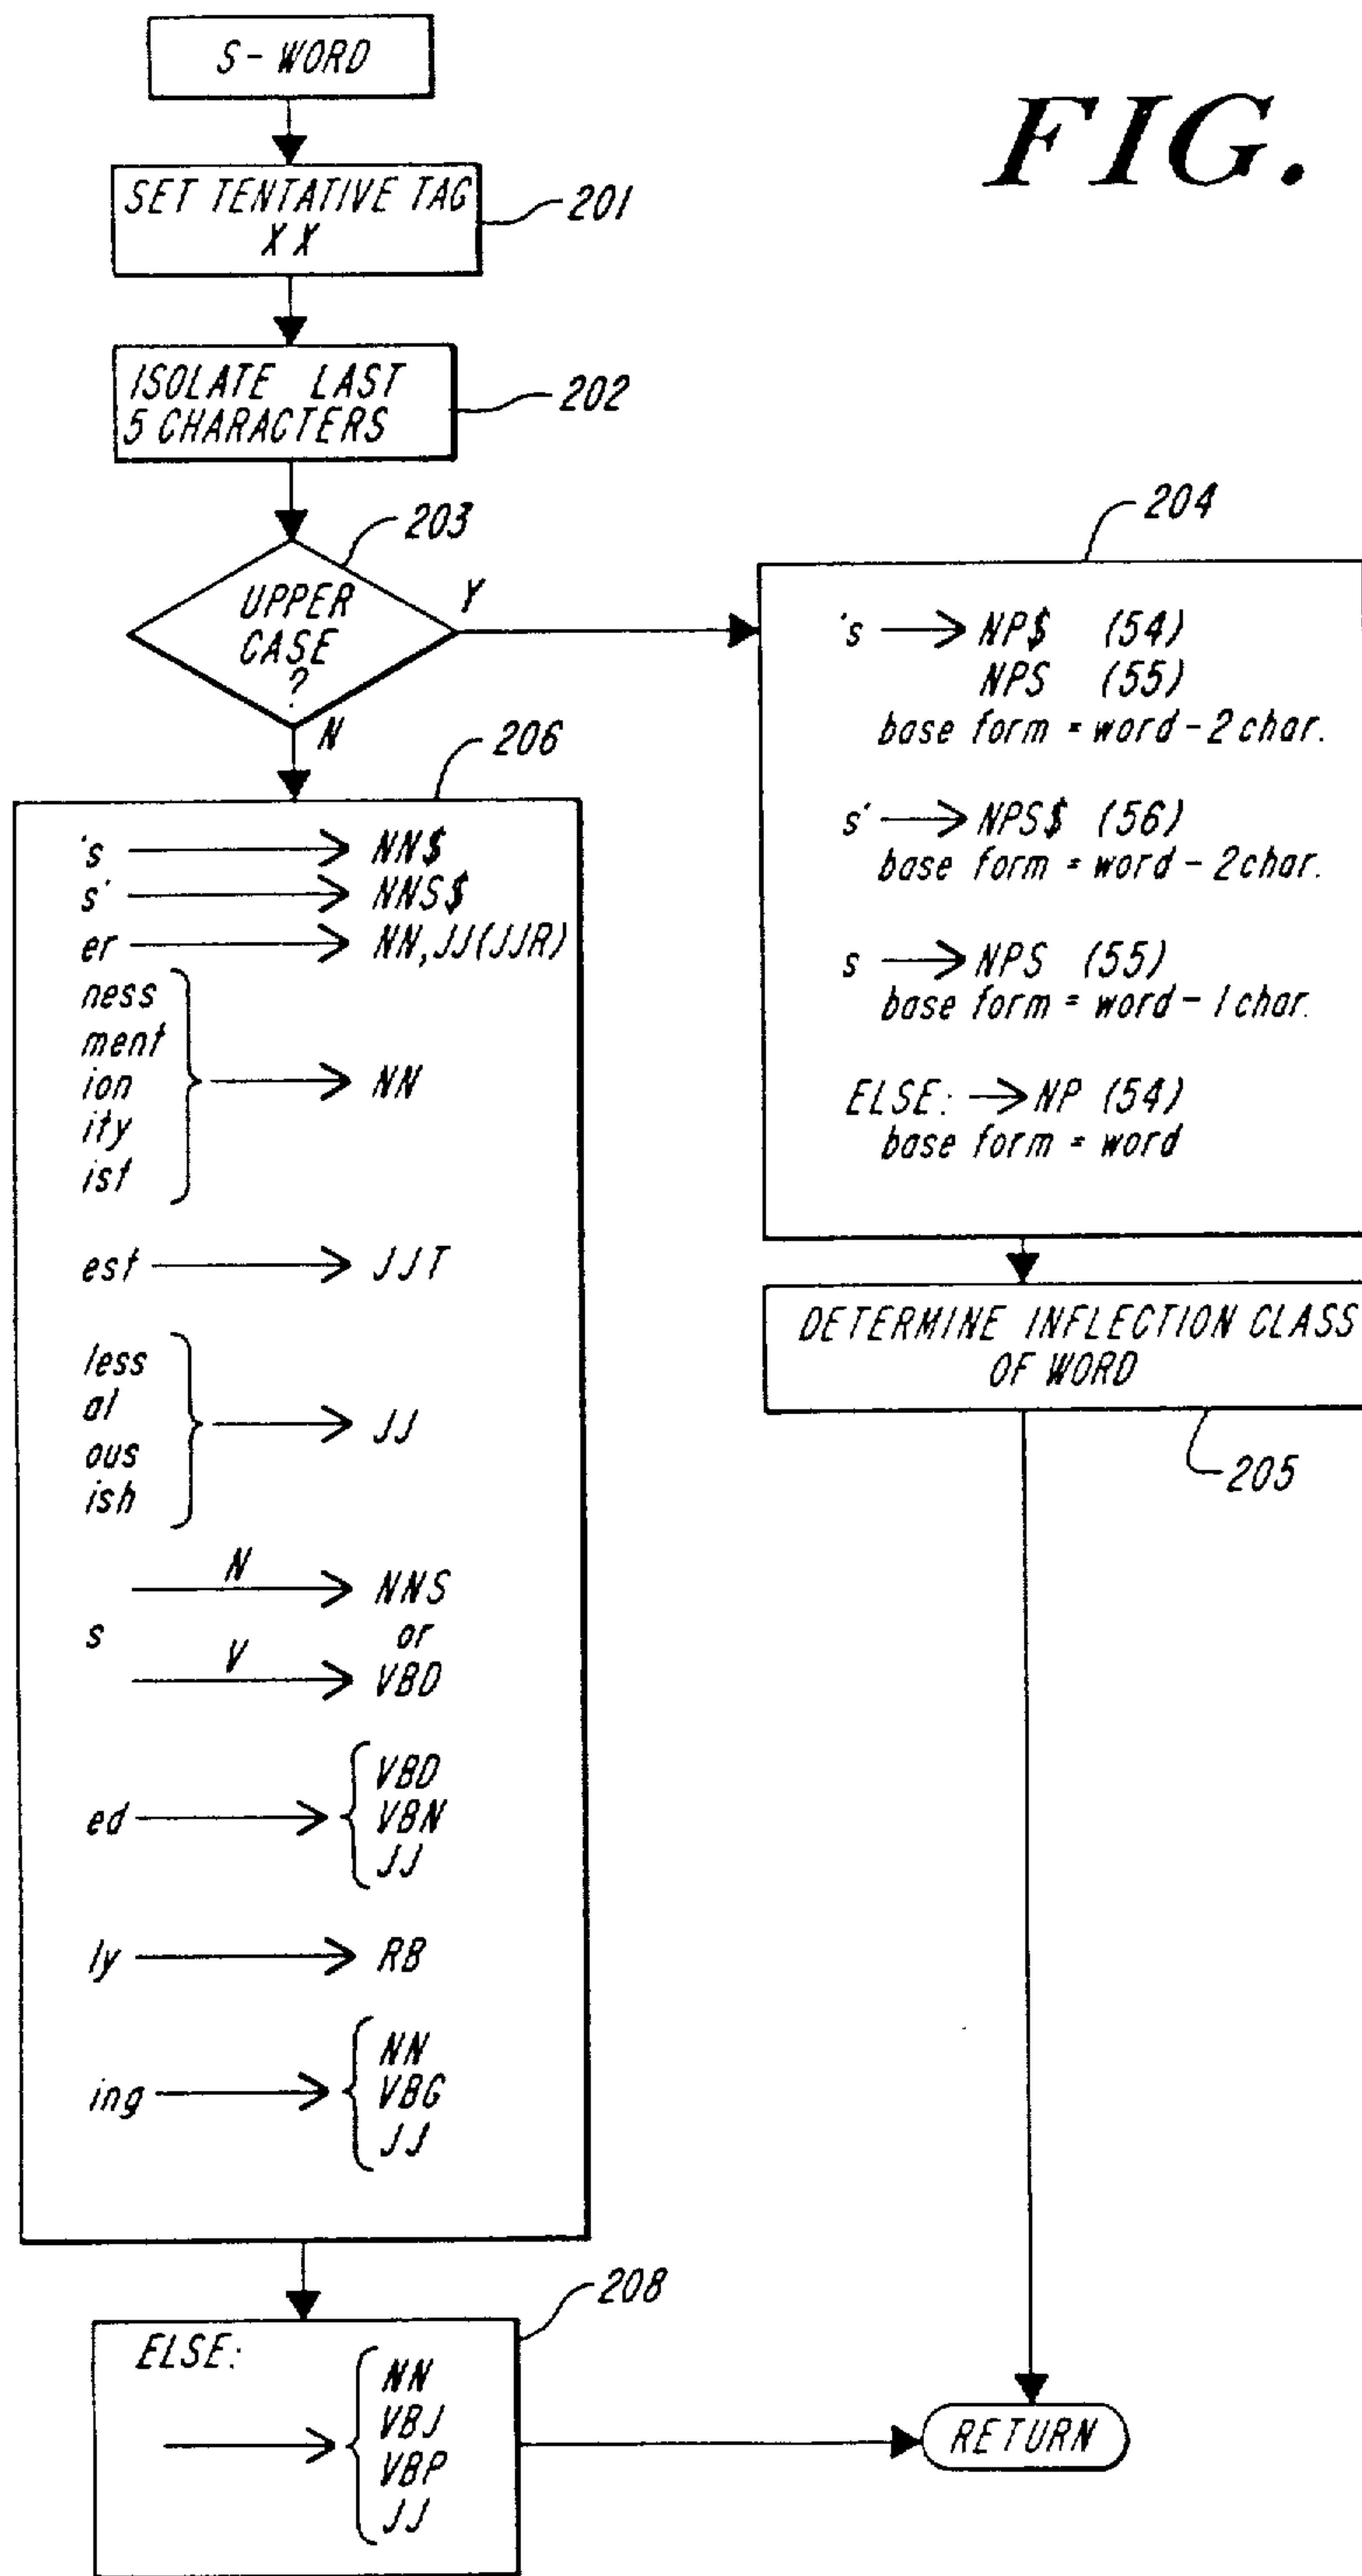 S-WORD
FIG.
SET TENTATIVE TAG
XX
201
ISOLATE LAST
5 CHARACTERS
202
203
UPPER
CASE
?
Y
N
204
's → NP$ (54)
NPS (55)
base form = word - 2 char.
s' → NPS$ (56)
base form = word - 2 char.
s → NPS (55)
base form = word - 1 char.
ELSE: → NP (54)
base form = word
DETERMINE INFLECTION CLASS
OF WORD
205
206
's → NN$
s' → NNS$
er → NN, JJ(JJR)
ness
ment
ion → NN
ity
ist
est → JJT
less
al
→ JJ
ous
ish
N → NNS
s or
V → VBD
VBD
ed → VBN
JJ
ly → RB
NN
ing → VBG
JJ
208
ELSE:
NN
→ VBJ
VBP
JJ
RETURN